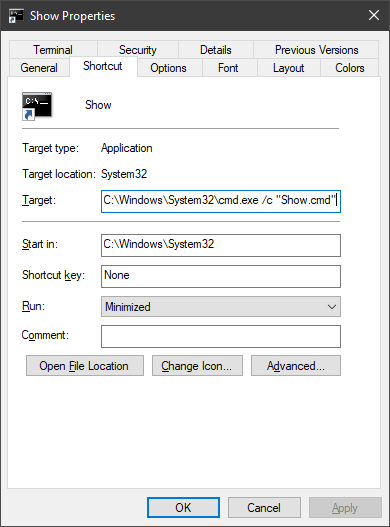 Show Properties
Terminal Security Details Previous Versions
General Shortcut Options Font Layout Colors
C:\
Show
Target type: Application
Target location: System32
Target: C:\Windows\System32\cmd.exe /c "Show.cmd"
Start in: C:\Windows\System32
Shortcut key: None
Run: Minimized
Comment:
Open File Location Change Icon... Advanced...
OK Cancel Apply